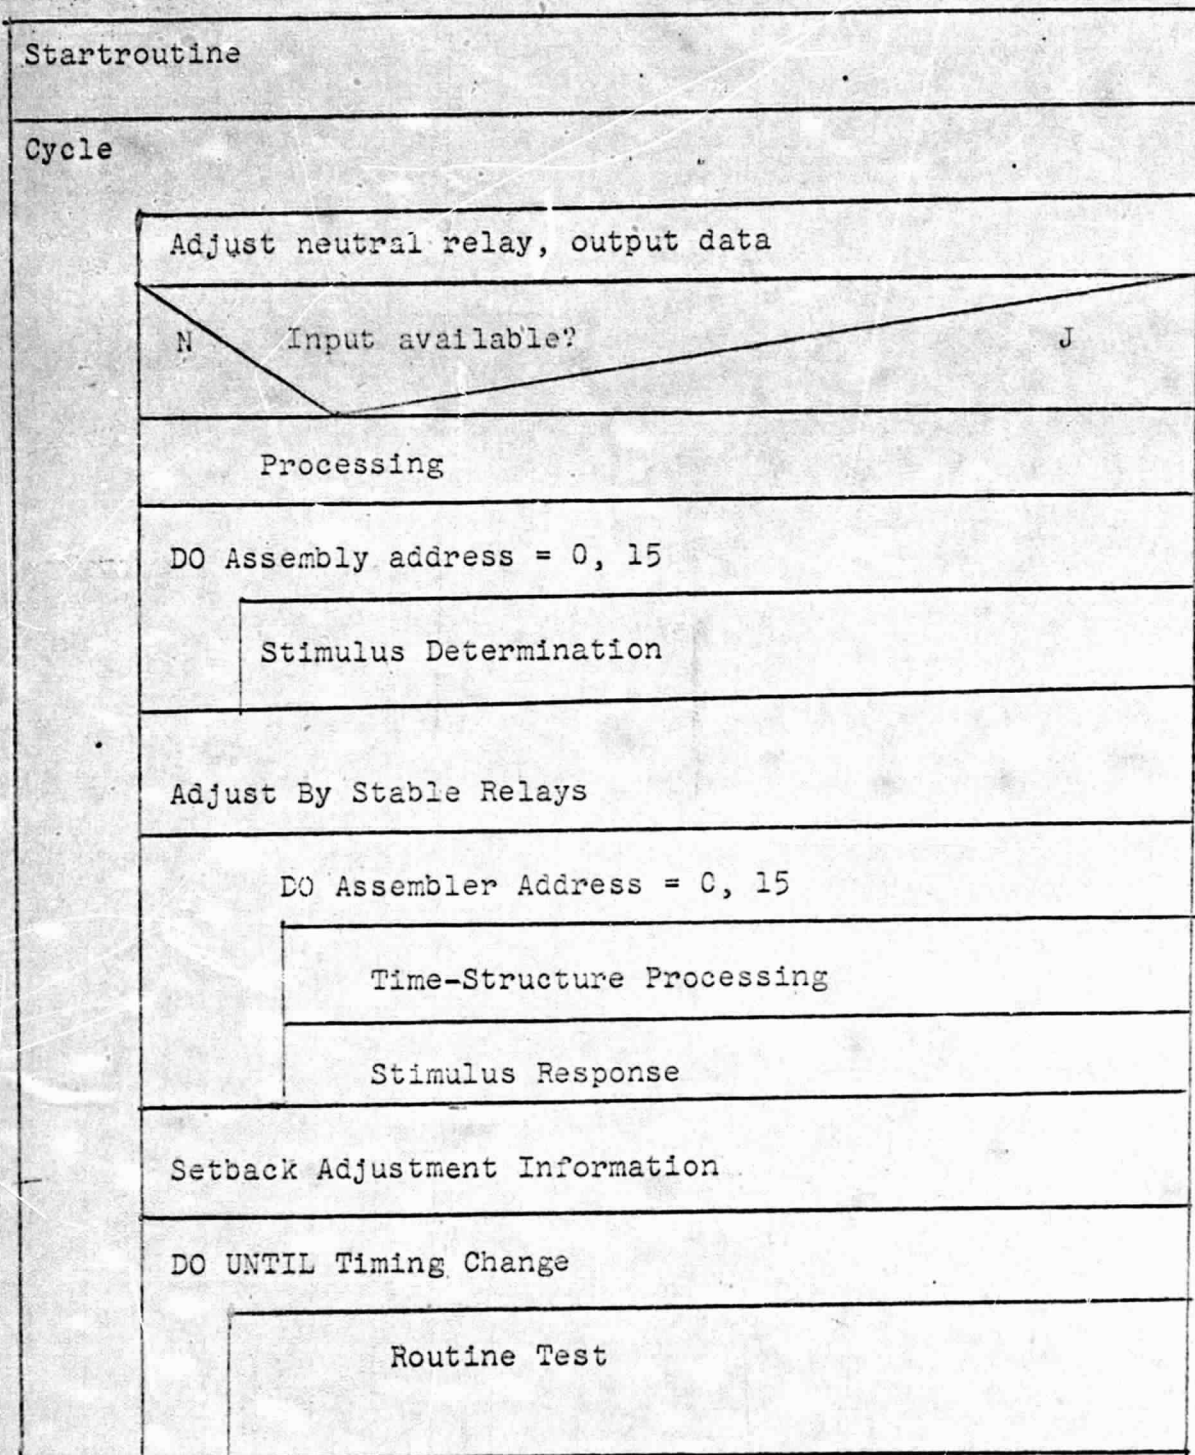 Startroutine
Cycle
Adjust neutral relay, output data
N Input available? J
Processing
DO Assembly address = 0, 15
Stimulus Determination
Adjust By Stable Relays
DO Assembler Address = 0, 15
Time-Structure Processing
Stimulus Response
Setback Adjustment Information
DO UNTIL Timing Change
Routine Test